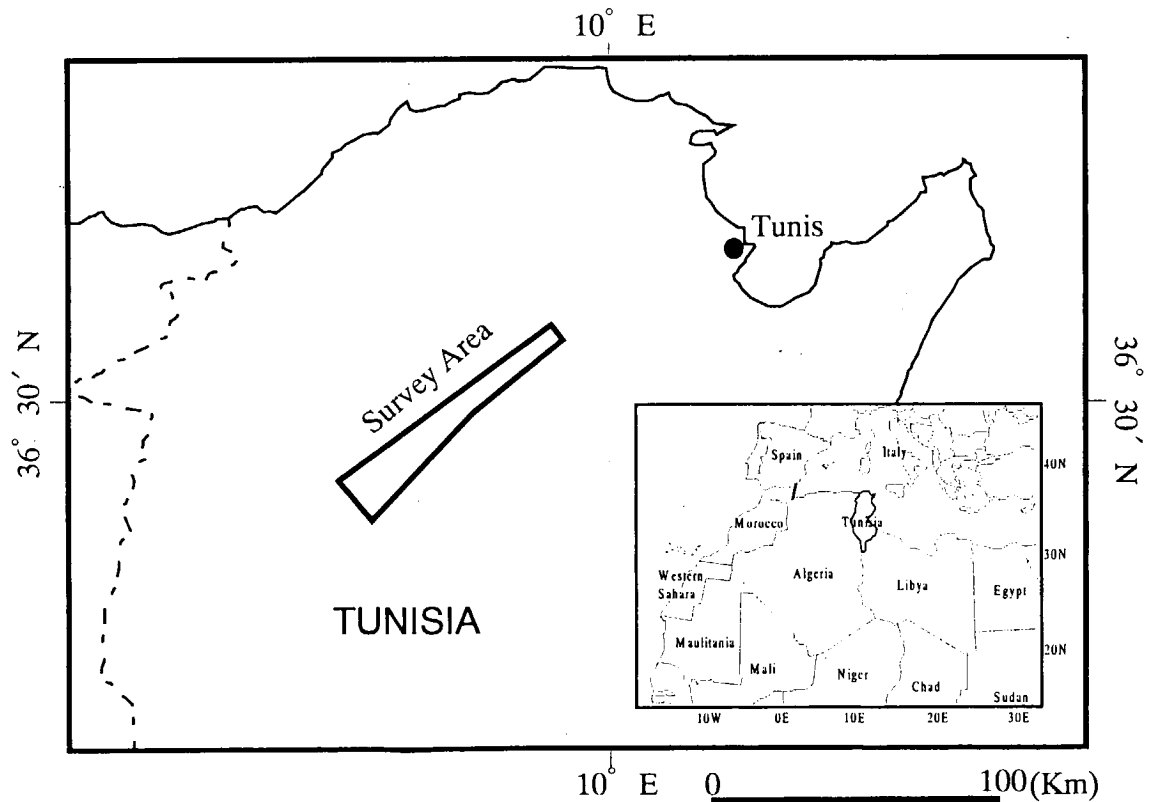 10° E
Tunis
Survey Area
36° 30′ N
36° 30′ N
TUNISIA
Spain
Italy
40N
Morocco
Tunisia
30N
Western
Sahara
Algeria
Libya
Egypt
Maulitania
Mali
Niger
Chad
20N
Sudan
10W 0E 10E 20E 30E
10° E
0 100 (Km)